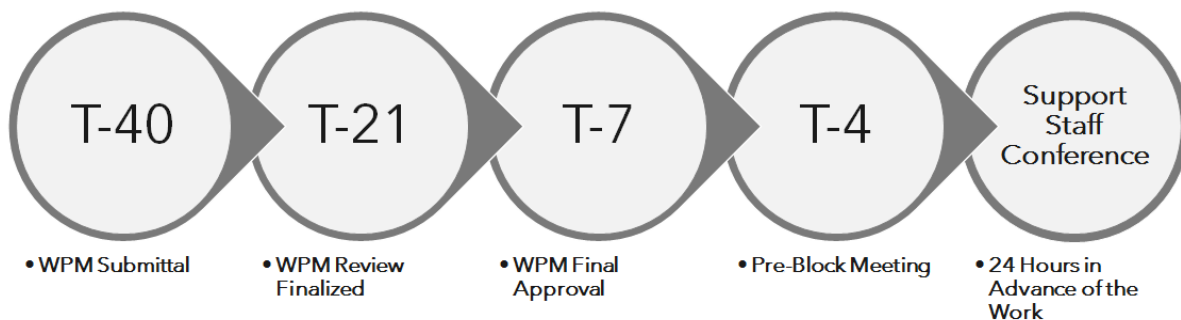 T-40
T-21
T-7
T-4
Support
Staff
Conference
• WPM Submittal
• WPM Review
Finalized
• WPM Final
Approval
• Pre-Block Meeting
• 24 Hours in
Advance of the
Work